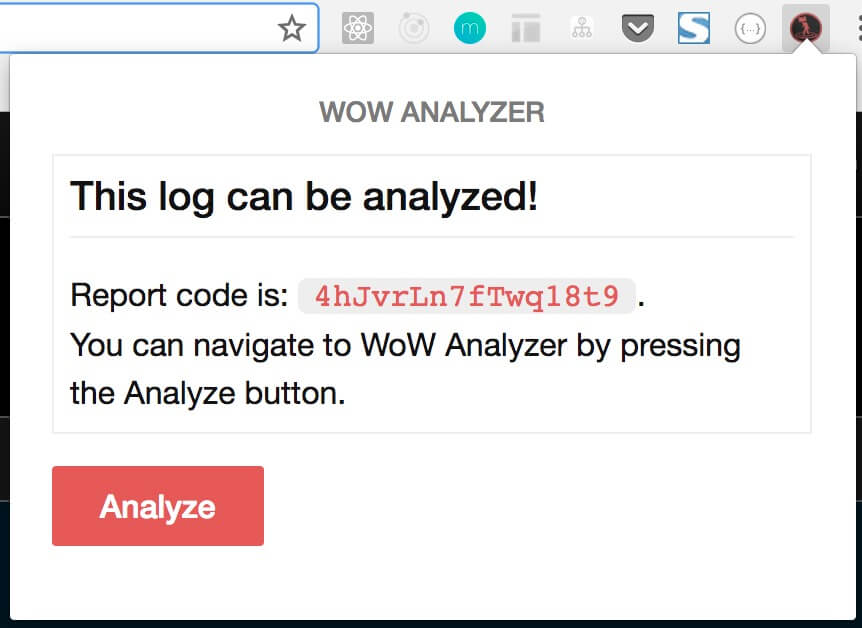 m
S
{...}
WOW ANALYZER
This log can be analyzed!
Report code is: 4hJvrLn7fTwq18t9 .
You can navigate to WoW Analyzer by pressing
the Analyze button.
Analyze